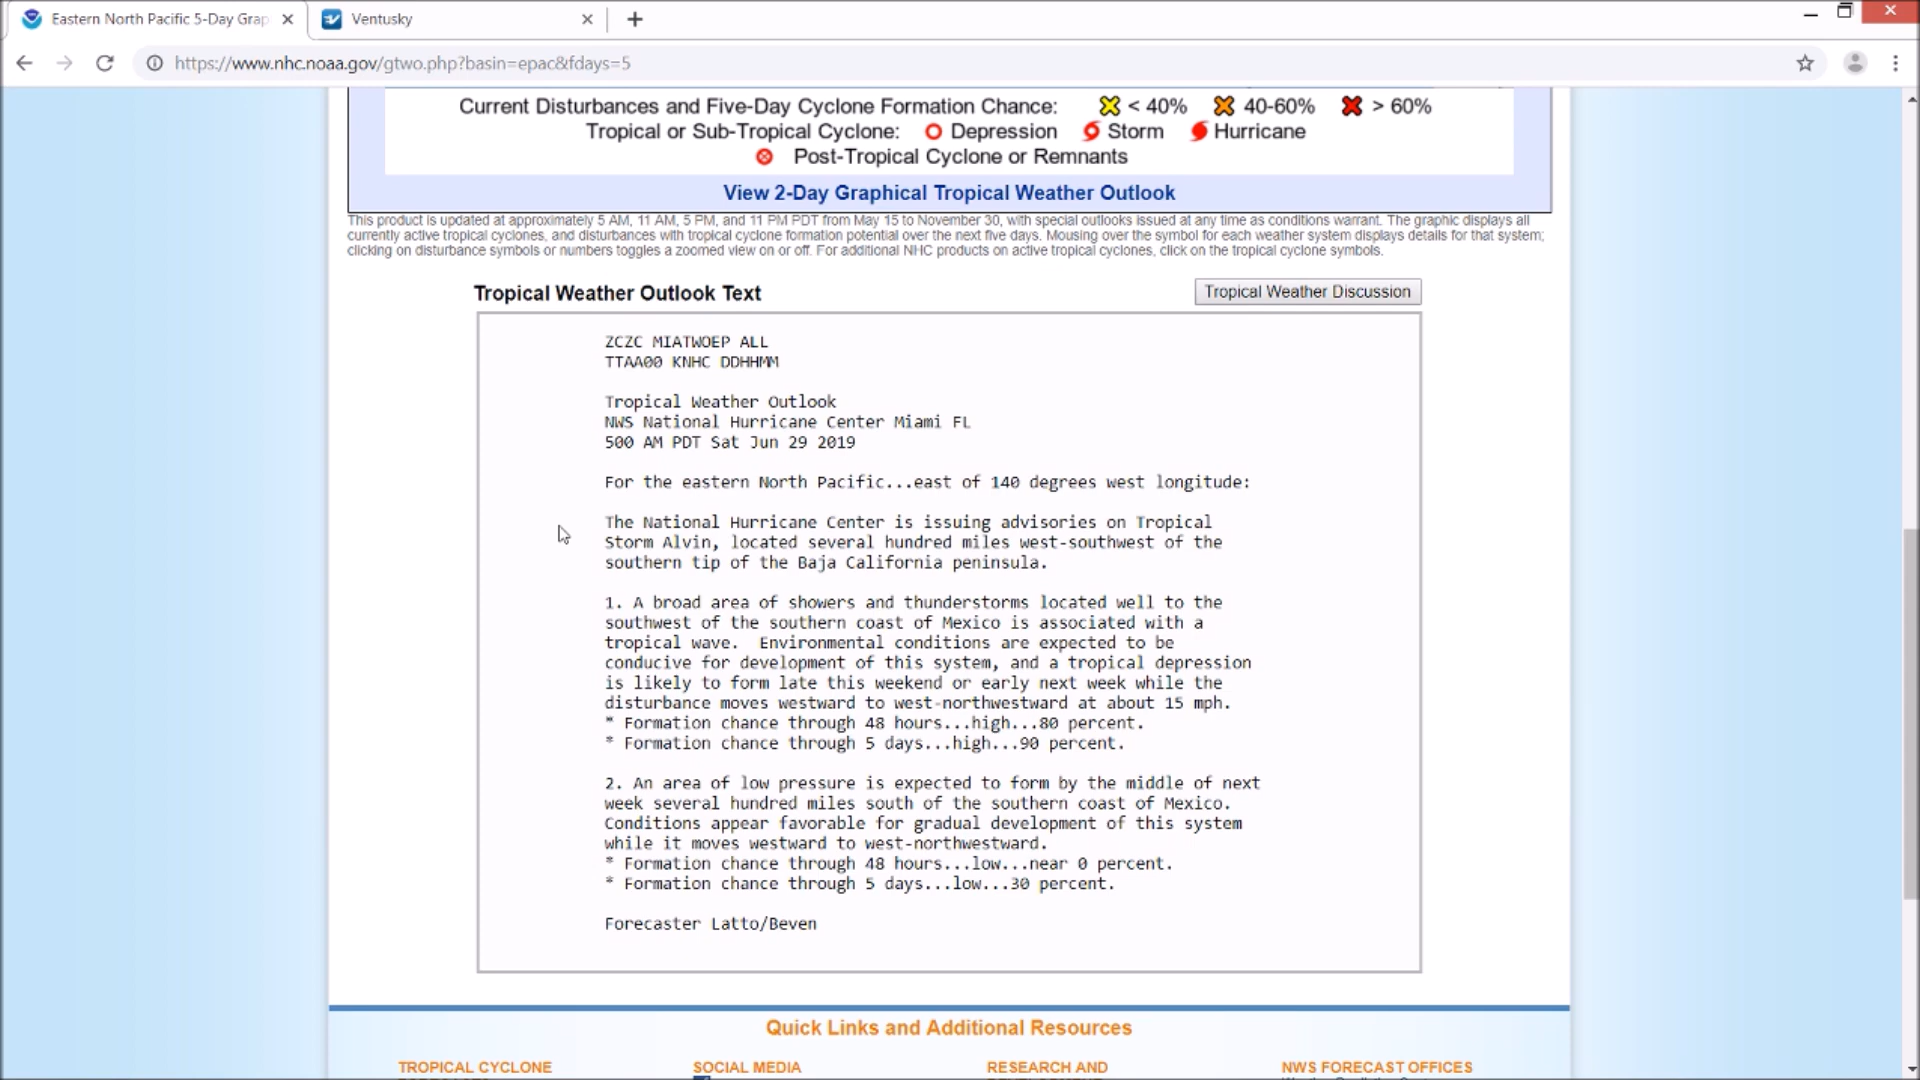 Eastern North Pacific 5-Day Grap
Ventusky
https://www.nhc.noaa.gov/gtwo.php?basin=epac&fdays=5
Current Disturbances and Five-Day Cyclone Formation Chance: < 40% 40-60% > 60%
Tropical or Sub-Tropical Cyclone: Depression Storm Hurricane
Post-Tropical Cyclone or Remnants
View 2-Day Graphical Tropical Weather Outlook
This product is updated at approximately 5 AM, 11 AM, 5 PM, and 11 PM PDT from May 15 to November 30, with special outlooks issued at any time as conditions warrant. The graphic displays all
currently active tropical cyclones, and disturbances with tropical cyclone formation potential over the next five days. Mousing over the symbol for each weather system displays details for that system;
clicking on disturbance symbols or numbers toggles a zoomed view on or off. For additional NHC products on active tropical cyclones, click on the tropical cyclone symbols.
Tropical Weather Outlook Text
Tropical Weather Discussion
ZCZC MIATWOEP ALL
TTAA00 KNHC DDHHMM
Tropical Weather Outlook
NWS National Hurricane Center Miami FL
500 AM PDT Sat Jun 29 2019
For the eastern North Pacific...east of 140 degrees west longitude:
The National Hurricane Center is issuing advisories on Tropical
Storm Alvin, located several hundred miles west-southwest of the
southern tip of the Baja California peninsula.
1. A broad area of showers and thunderstorms located well to the
southwest of the southern coast of Mexico is associated with a
tropical wave.  Environmental conditions are expected to be
conducive for development of this system, and a tropical depression
is likely to form late this weekend or early next week while the
disturbance moves westward to west-northwestward at about 15 mph.
* Formation chance through 48 hours...high...80 percent.
* Formation chance through 5 days...high...90 percent.
2. An area of low pressure is expected to form by the middle of next
week several hundred miles south of the southern coast of Mexico.
Conditions appear favorable for gradual development of this system
while it moves westward to west-northwestward.
* Formation chance through 48 hours...low...near 0 percent.
* Formation chance through 5 days...low...30 percent.
Forecaster Latto/Beven
Quick Links and Additional Resources
TROPICAL CYCLONE
SOCIAL MEDIA
RESEARCH AND
NWS FORECAST OFFICES